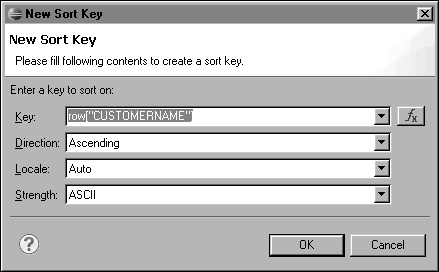 New Sort Key
New Sort Key
Please fill following contents to create a sort key.
Enter a key to sort on:
Key: row["CUSTOMERNAME"] fx
Direction: Ascending
Locale: Auto
Strength: ASCII
? OK Cancel